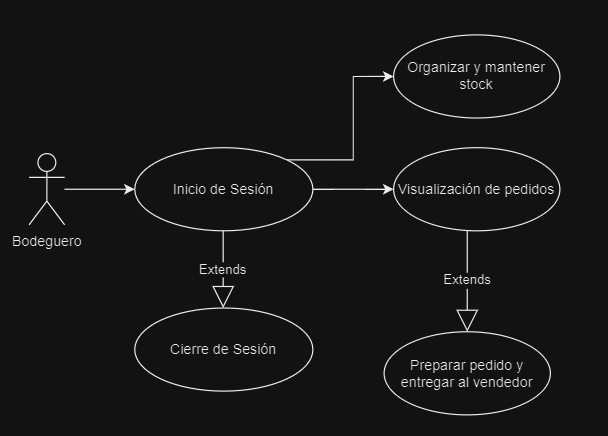 Organizar y mantener
stock
Inicio de Sesión
Visualización de pedidos
Bodeguero
Extends
Extends
Cierre de Sesión
Preparar pedido y
entregar al vendedor